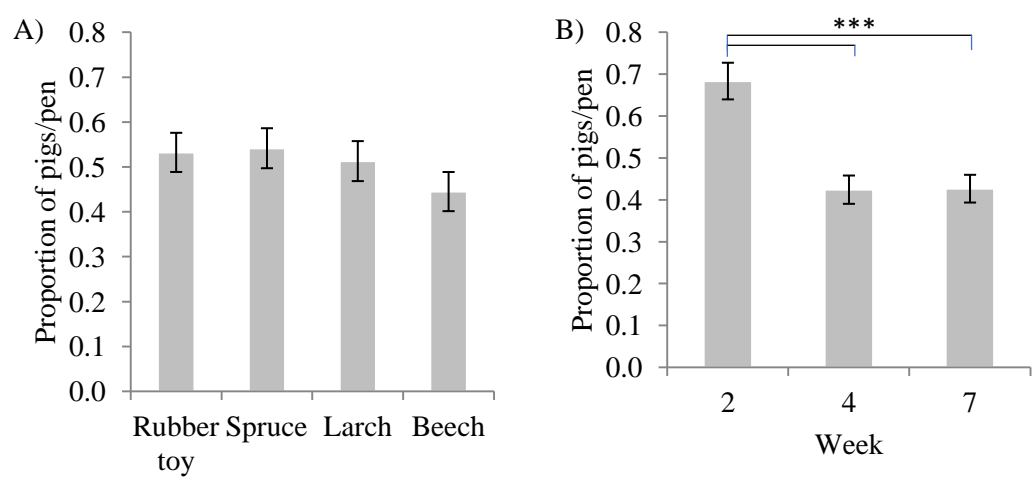 A)
Proportion of pigs/pen
0.8
0.7
0.6
0.5
0.4
0.3
0.2
0.1
0.0
Rubber toy
Spruce
Larch
Beech
B)
Proportion of pigs/pen
0.8
0.7
0.6
0.5
0.4
0.3
0.2
0.1
0.0
***
2
4
7
Week